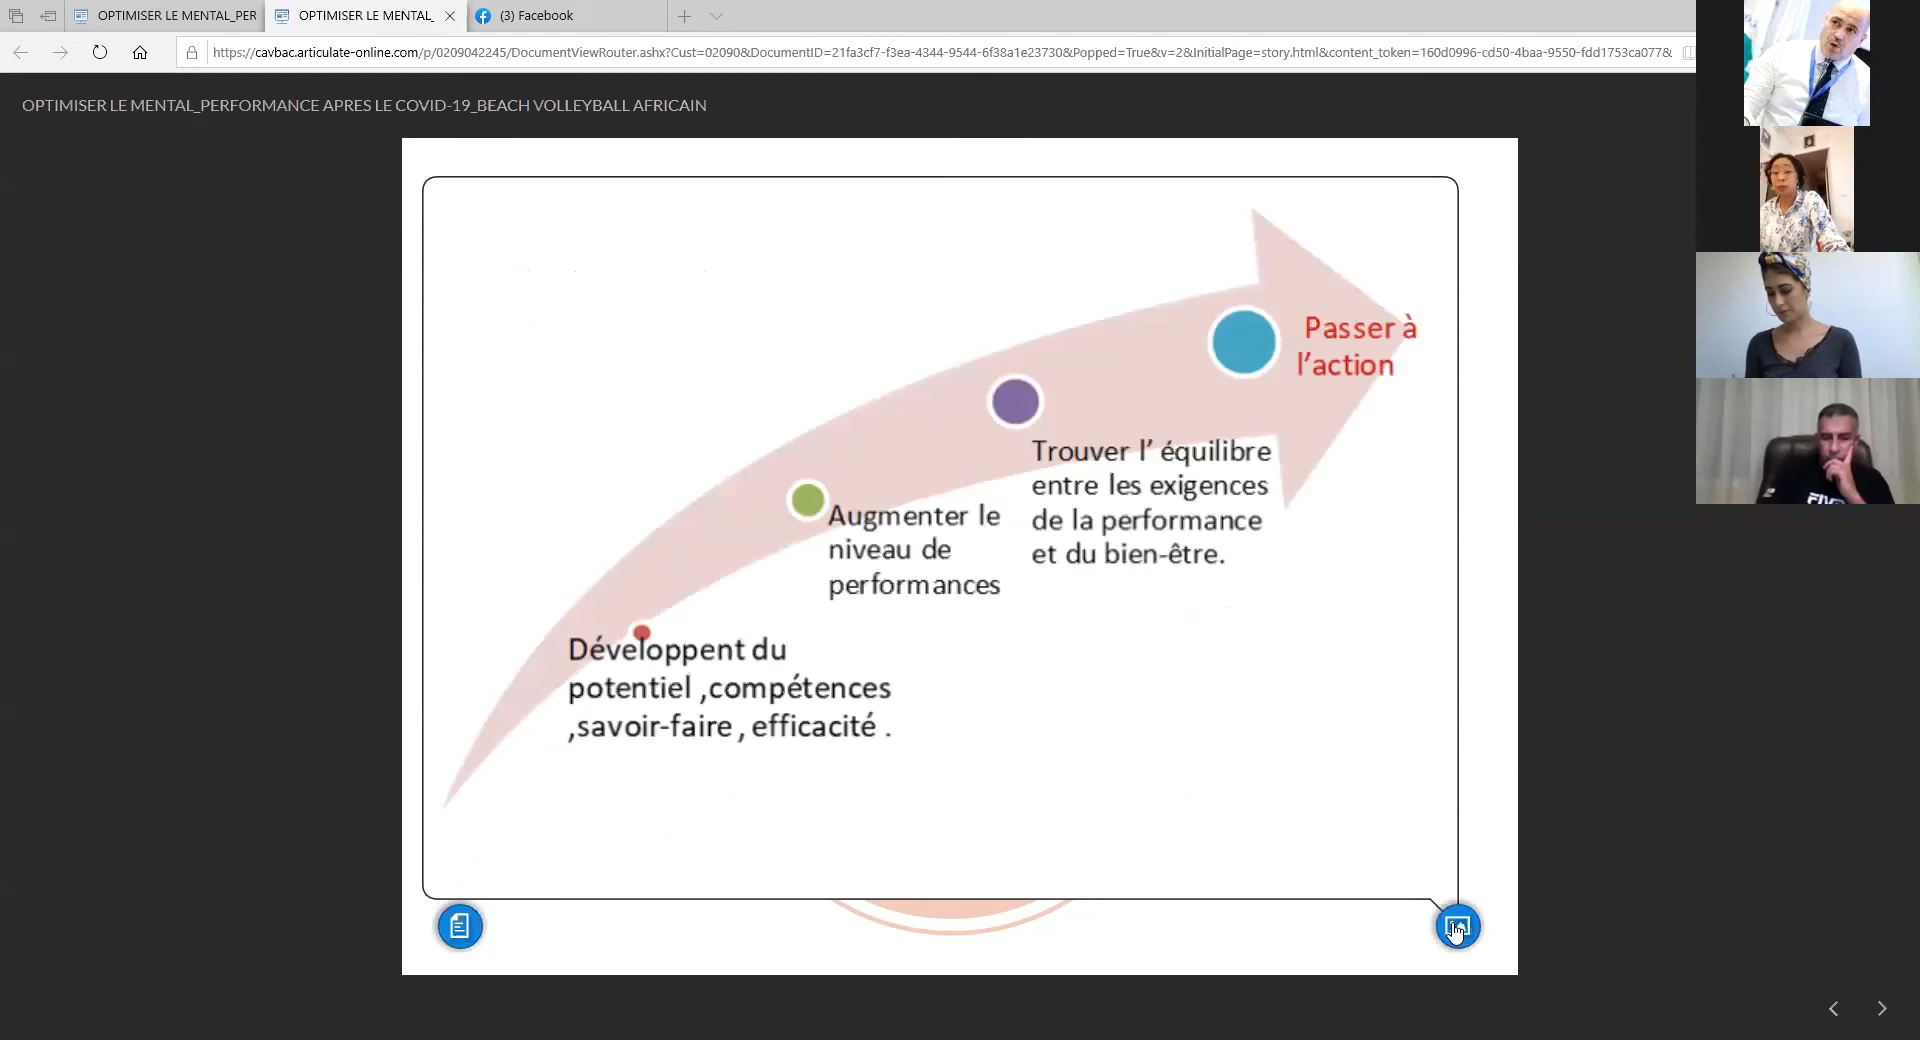 OPTIMISER LE MENTAL_PER
OPTIMISER LE MENTAL_
(3) Facebook
https://cavbac.articulate-online.com/p/0209042245/DocumentViewRouter.ashx?Cust=02090&DocumentID=21fa3cf7-f3ea-4344-9544-6f38a1e23730&Popped=True&v=2&InitialPage=story.html&content_token=160d0996-cd50-4baa-9550-fdd1753ca077&
OPTIMISER LE MENTAL_PERFORMANCE APRES LE COVID-19_BEACH VOLLEYBALL AFRICAIN
Passer à
l'action
Trouver l' équilibre
entre les exigences
de la performance
et du bien-être.
Augmenter le
niveau de
performances
Développent du
potentiel ,compétences
,savoir-faire , efficacité .